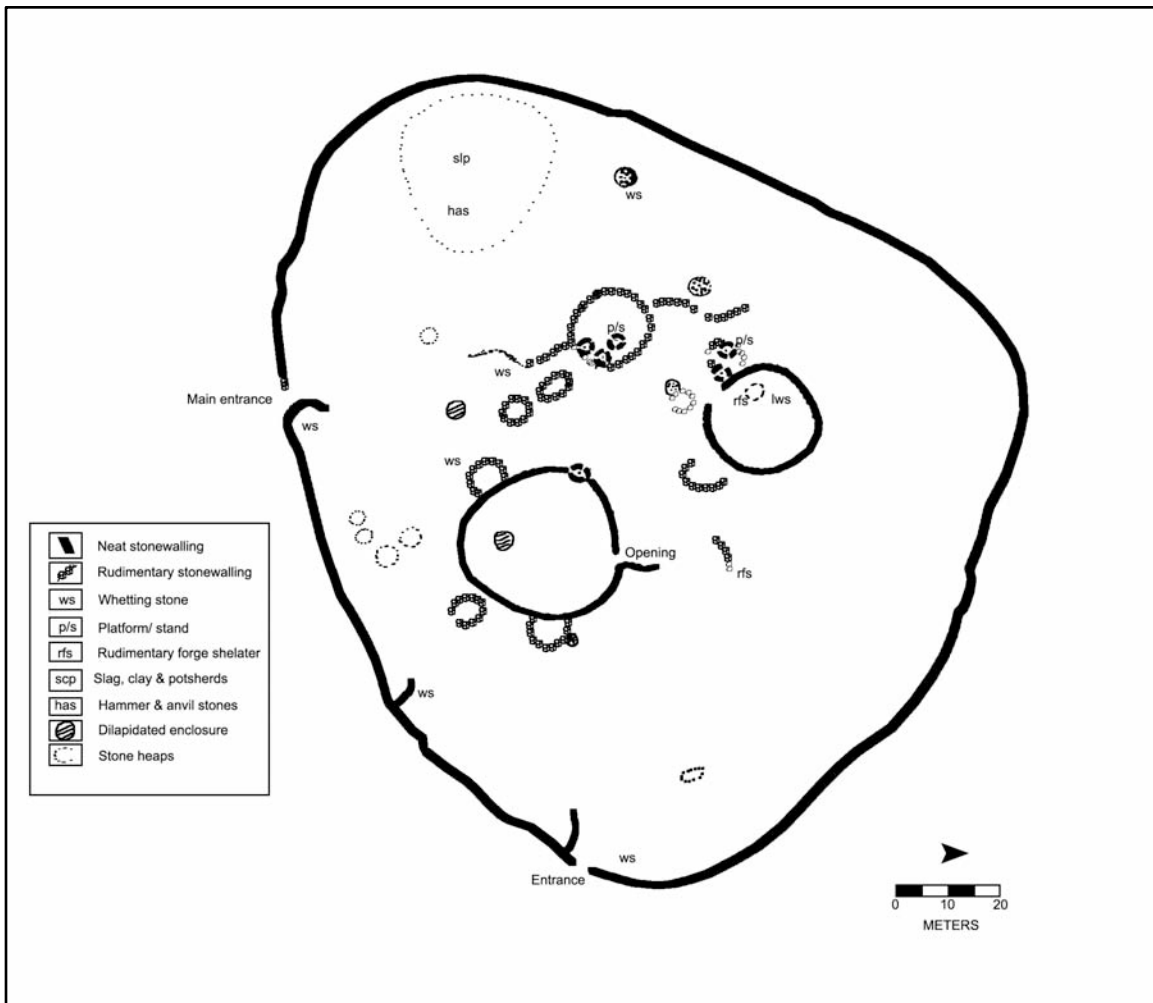 slp
has
ws
p/s
p/s
ws
rfs
lws
Main entrance
ws
ws
Opening
rfs
ws
ws
Entrance
Neat stonewalling
Rudimentary stonewalling
ws Whetting stone
p/s Platform/ stand
rfs Rudimentary forge shelater
scp Slag, clay & potsherds
has Hammer & anvil stones
Dilapidated enclosure
Stone heaps
0 10 20
METERS